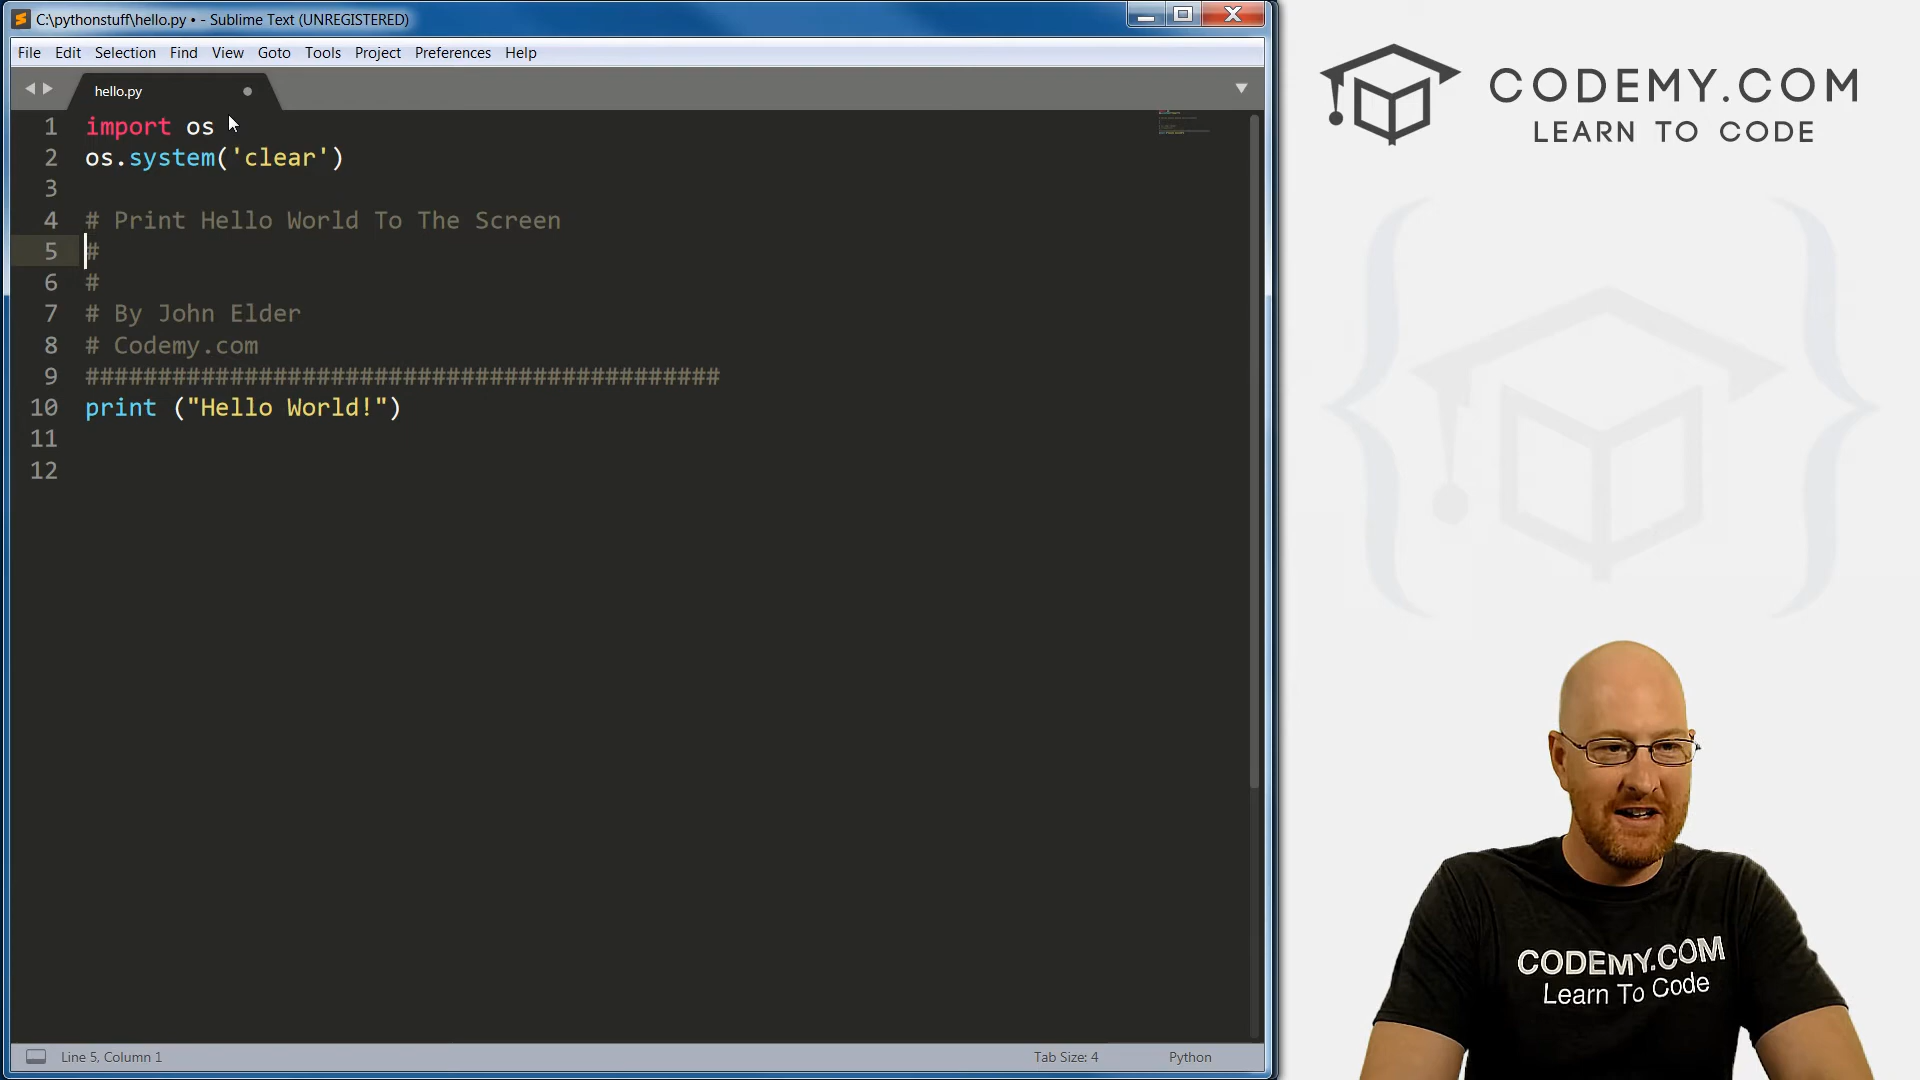 C:\pythonstuff\hello.py • - Sublime Text (UNREGISTERED)
File Edit Selection Find View Goto Tools Project Preferences Help
hello.py
1 import os
2 os.system('clear')
3
4 # Print Hello World To The Screen
5 #
6 #
7 # By John Elder
8 # Codemy.com
9 ############################################
10 print ("Hello World!")
11
12
Line 5, Column 1
Tab Size: 4
Python
CODEMY.COM
LEARN TO CODE
CODEMY.COM
Learn To Code